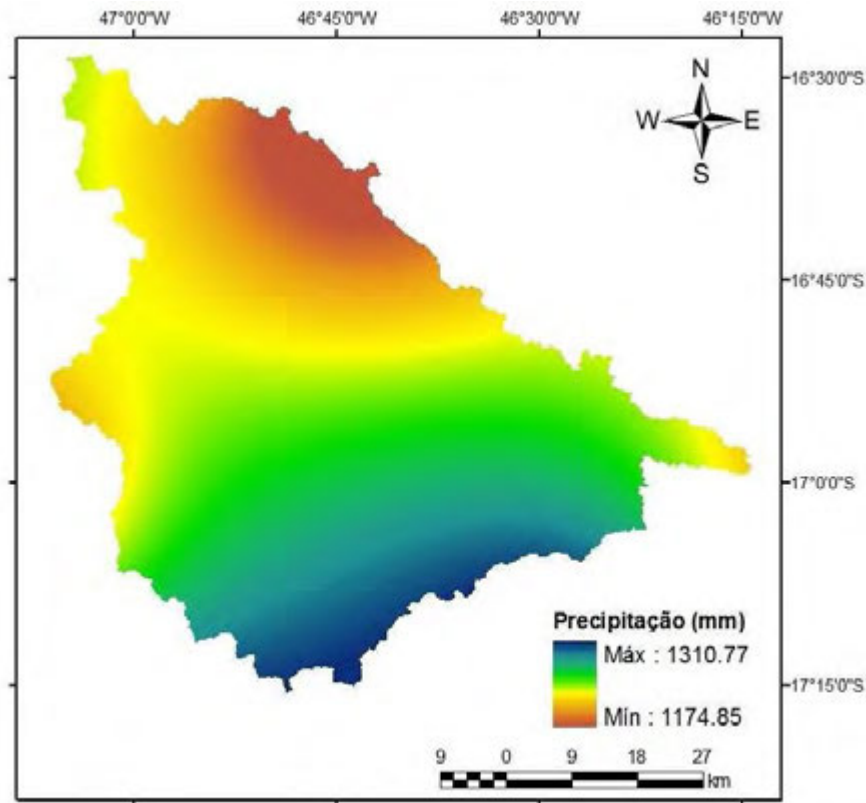 47°0'0"W 46°45'0"W 46°30'0"W 46°15'0"W
16°30'0"S
N
W E
S
16°45'0"S
17°0'0"S
Precipitação (mm)
Máx : 1310.77
Mín : 1174.85
17°15'0"S
9 0 9 18 27
km